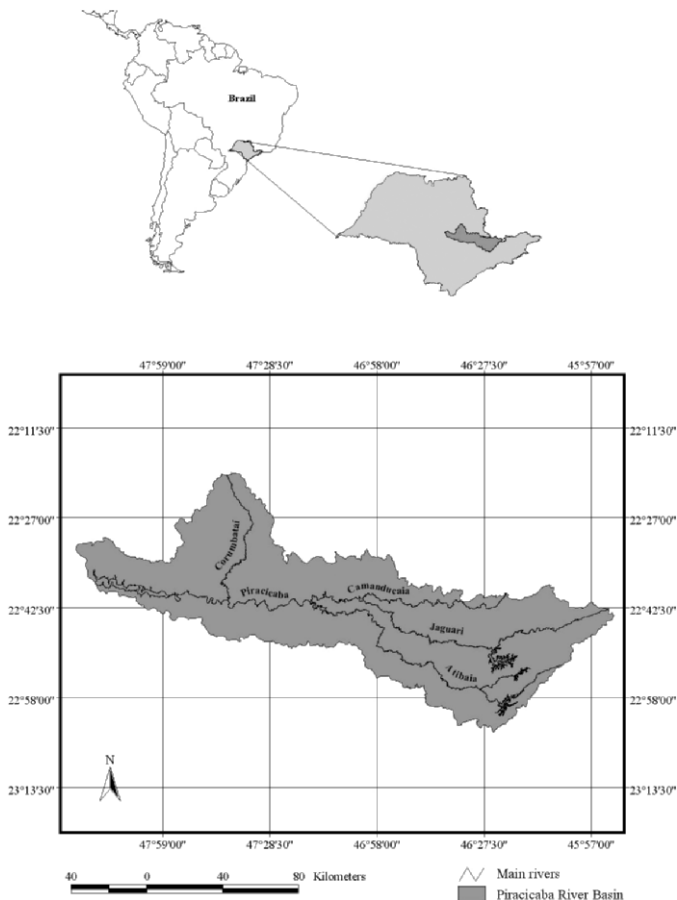 Brazil
47°59'00" 47°28'30" 46°58'00" 46°27'30" 45°57'00"
22°11'30" 22°11'30"
22°27'00" 22°27'00"
Corumbataí
Piracicaba
Camanducaia
22°42'30" 22°42'30"
Jaguari
Atibaia
22°58'00" 22°58'00"
N
23°13'30" 23°13'30"
47°59'00" 47°28'30" 46°58'00" 46°27'30" 45°57'00"
40 0 40 80 Kilometers
Main rivers
Piracicaba River Basin